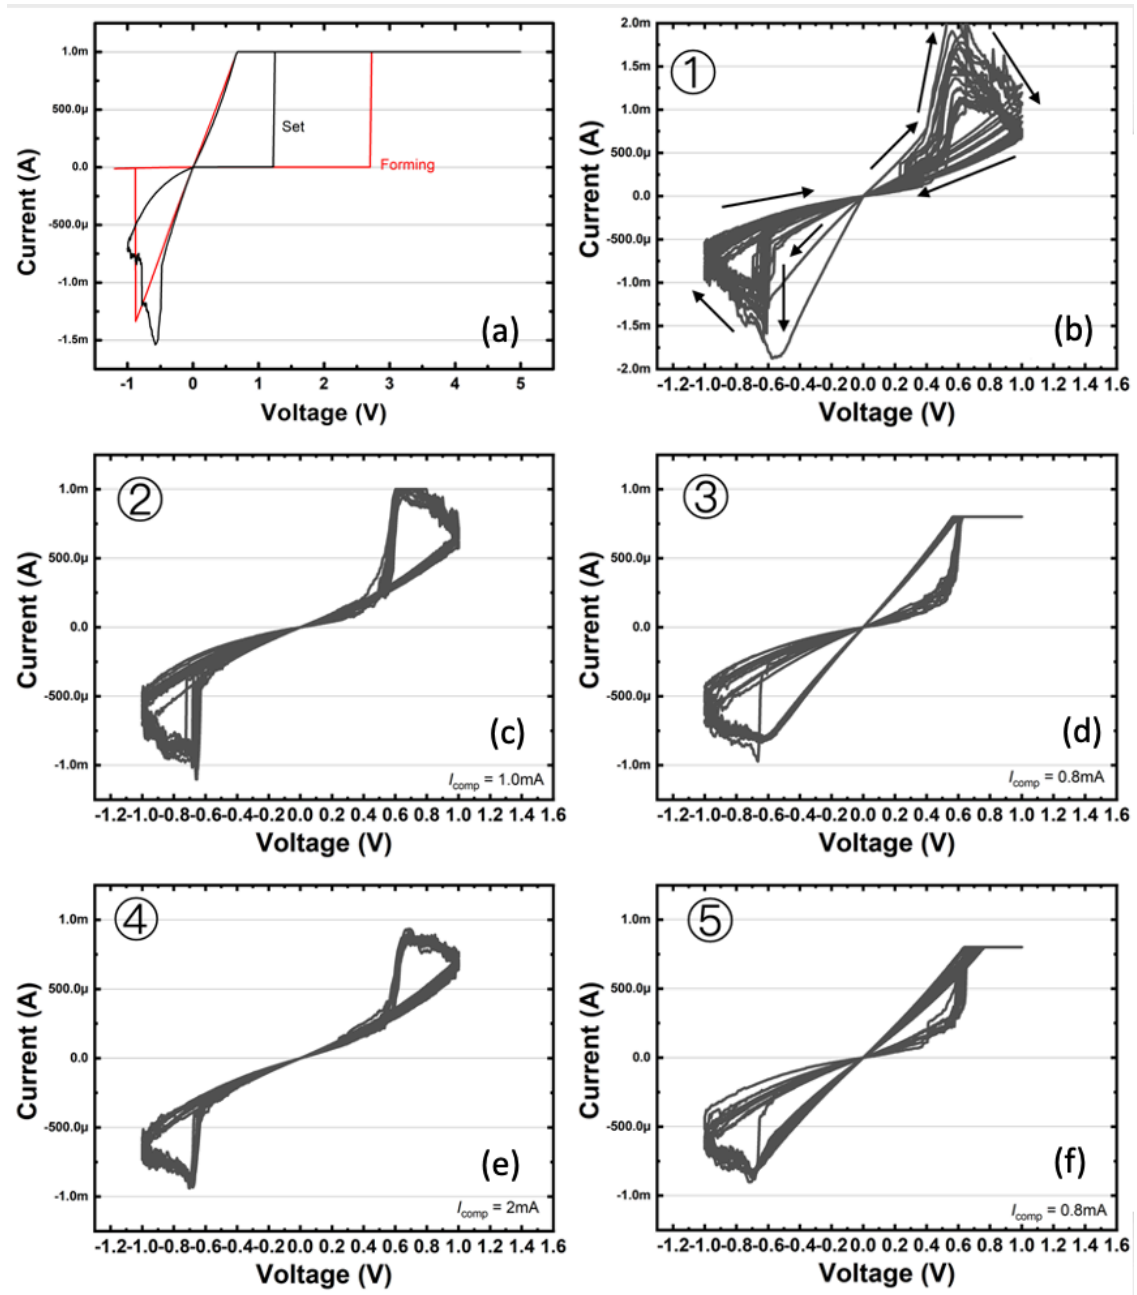 1.0m
500.0µ
0.0
-500.0µ
-1.0m
-1.5m
Current (A)
Set
Forming
(a)
-1 0 1 2 3 4 5
Voltage (V)
①
2.0m
1.5m
1.0m
500.0µ
0.0
-500.0µ
-1.0m
-1.5m
-2.0m
Current (A)
(b)
-1.2-1.0-0.8-0.6-0.4-0.2 0.0 0.2 0.4 0.6 0.8 1.0 1.2 1.4 1.6
Voltage (V)
②
1.0m
500.0µ
0.0
-500.0µ
-1.0m
Current (A)
(c)
Icomp = 1.0mA
-1.2-1.0-0.8-0.6-0.4-0.2 0.0 0.2 0.4 0.6 0.8 1.0 1.2 1.4 1.6
Voltage (V)
③
1.0m
500.0µ
0.0
-500.0µ
-1.0m
Current (A)
(d)
Icomp = 0.8mA
-1.2-1.0-0.8-0.6-0.4-0.2 0.0 0.2 0.4 0.6 0.8 1.0 1.2 1.4 1.6
Voltage (V)
④
1.0m
500.0µ
0.0
-500.0µ
-1.0m
Current (A)
(e)
Icomp = 2mA
-1.2-1.0-0.8-0.6-0.4-0.2 0.0 0.2 0.4 0.6 0.8 1.0 1.2 1.4 1.6
Voltage (V)
⑤
1.0m
500.0µ
0.0
-500.0µ
-1.0m
Current (A)
(f)
Icomp = 0.8mA
-1.2-1.0-0.8-0.6-0.4-0.2 0.0 0.2 0.4 0.6 0.8 1.0 1.2 1.4 1.6
Voltage (V)